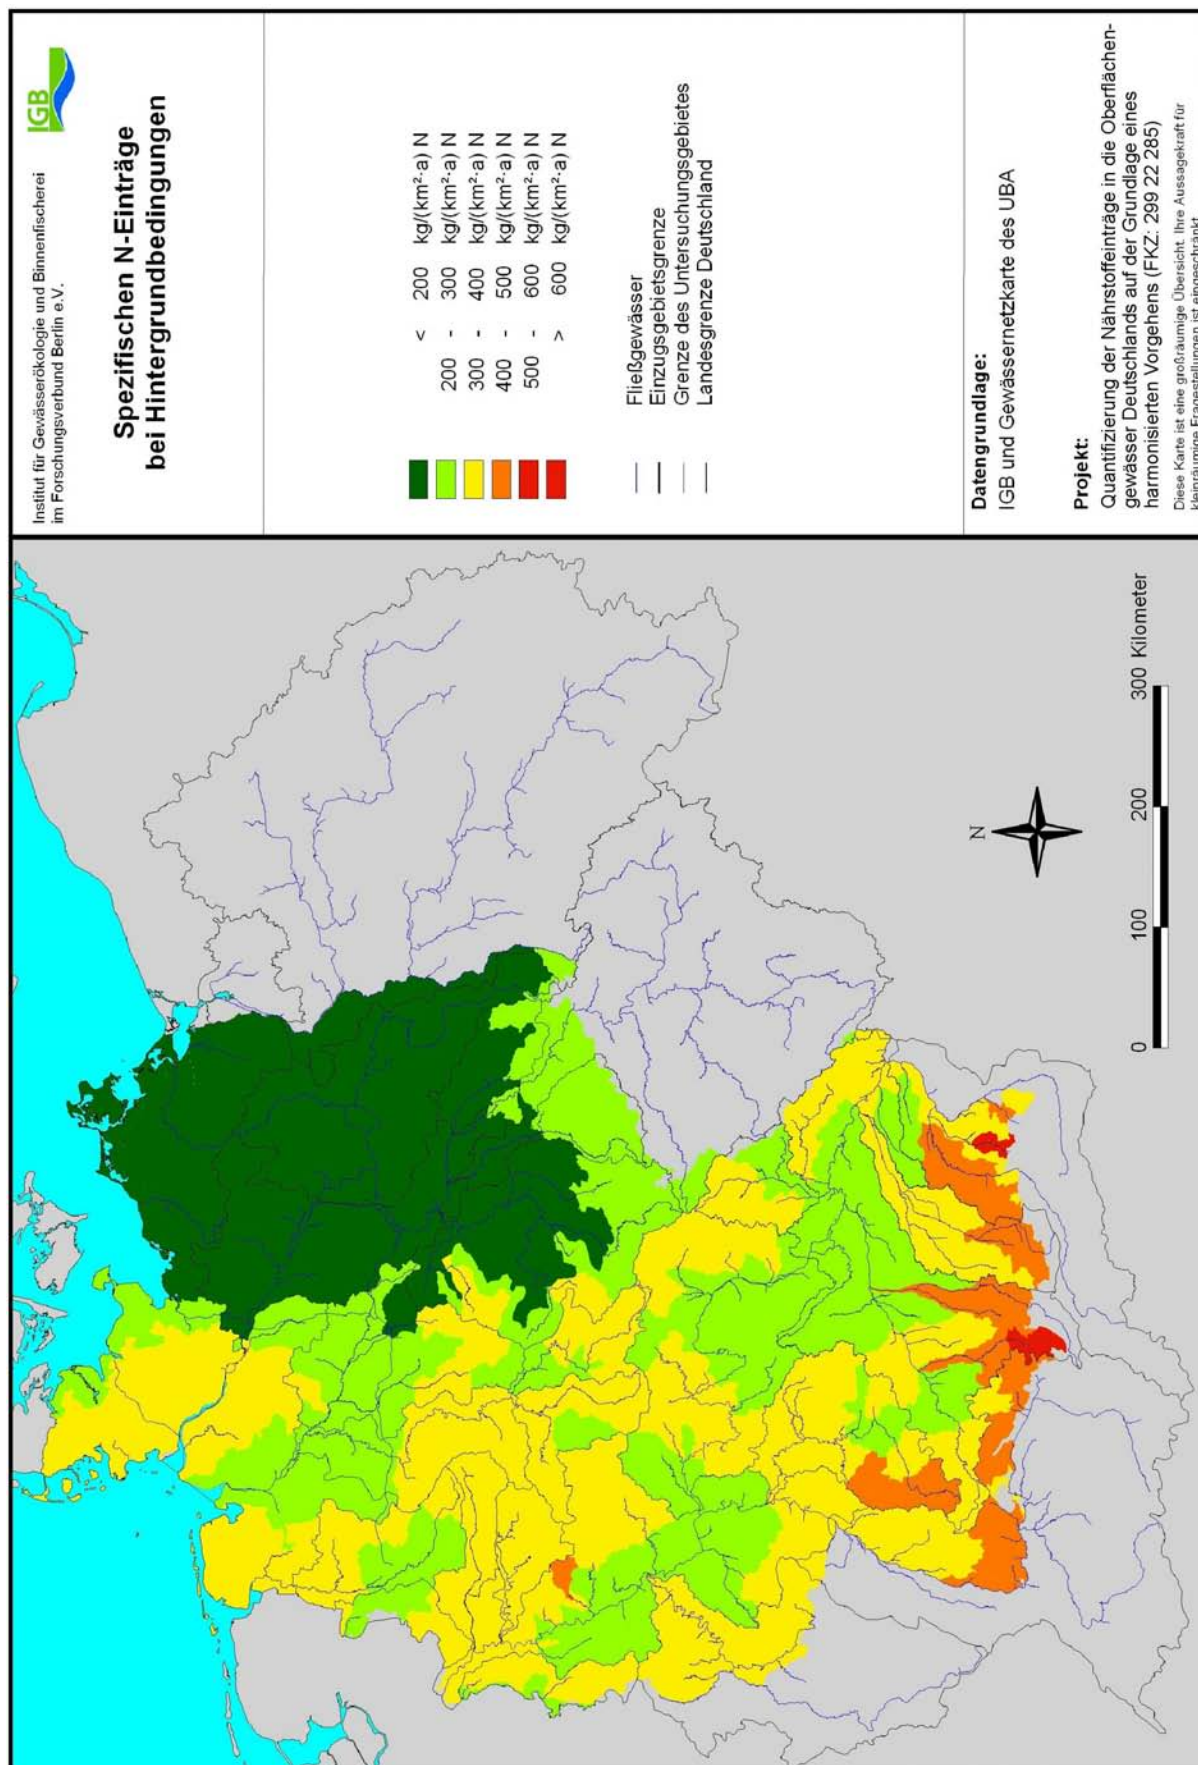 Institut für Gewässerökologie und Binnenfischerei
im Forschungsverbund Berlin e.V.
IGB
Spezifischen N-Einträge
bei Hintergrundbedingungen
< 200 kg/(km²·a) N
200 - 300 kg/(km²·a) N
300 - 400 kg/(km²·a) N
400 - 500 kg/(km²·a) N
500 - 600 kg/(km²·a) N
> 600 kg/(km²·a) N
Fließgewässer
Einzugsgebietsgrenze
Grenze des Untersuchungsgebietes
Landesgrenze Deutschland
Datengrundlage:
IGB und Gewässernetzkarte des UBA
Projekt:
Quantifizierung der Nährstoffeinträge in die Oberflächen-
gewässer Deutschlands auf der Grundlage eines
harmonisierten Vorgehens (FKZ: 299 22 285)
Diese Karte ist eine großräumige Übersicht. Ihre Aussagekraft für
kleinräumige Fragestellungen ist eingeschränkt
N
0 100 200 300 Kilometer